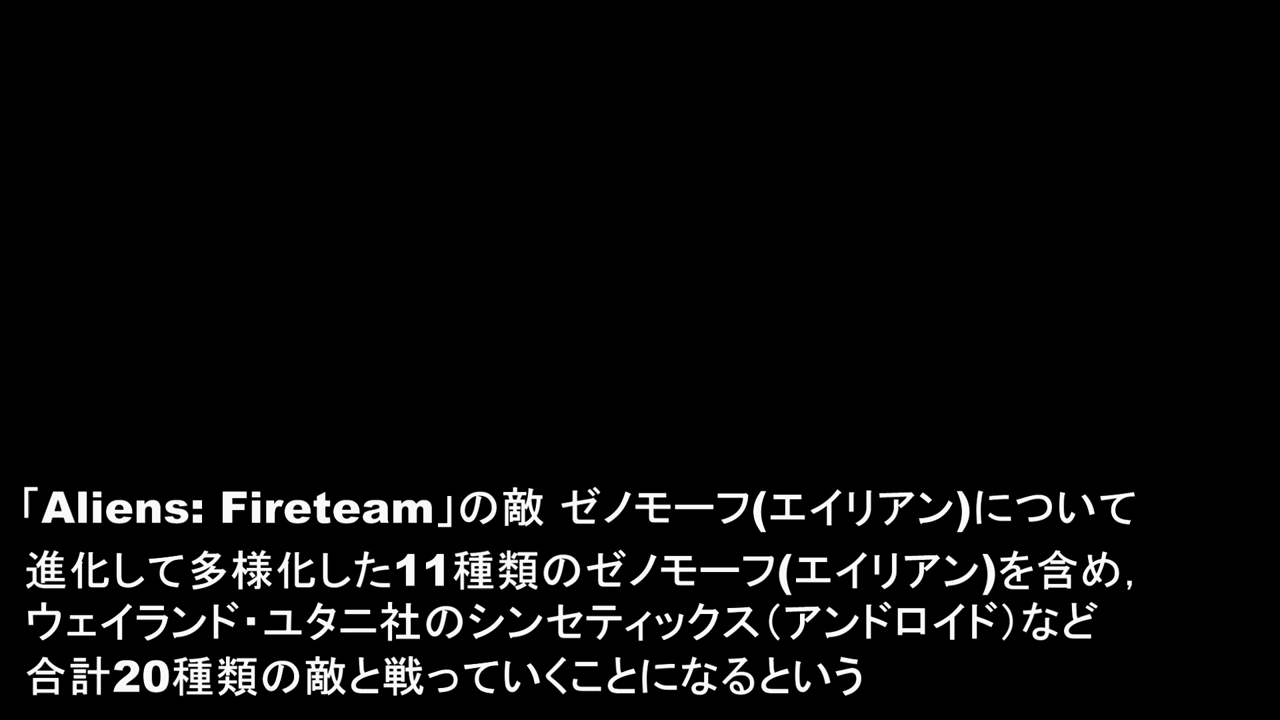 「Aliens: Fireteam」の敵 ゼノモーフ(エイリアン)について
進化して多様化した11種類のゼノモーフ(エイリアン)を含め,
ウェイランド・ユタニ社のシンセティックス（アンドロイド）など
合計20種類の敵と戦っていくことになるという